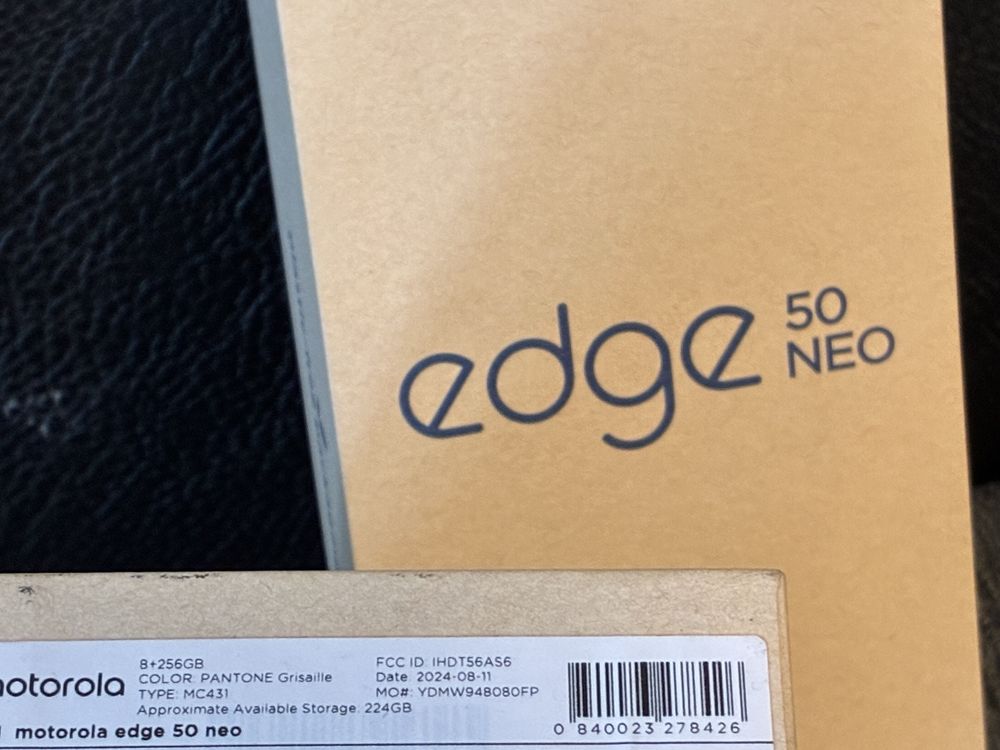 edge 50
NEO
8+256GB
COLOR: PANTONE Grisaille
TYPE: MC431
Approximate Available Storage: 224GB
motorola edge 50 neo
FCC ID: IHDT56AS6
Date: 2024-08-11
MO#: YDMW948080FP
0 840023 278426